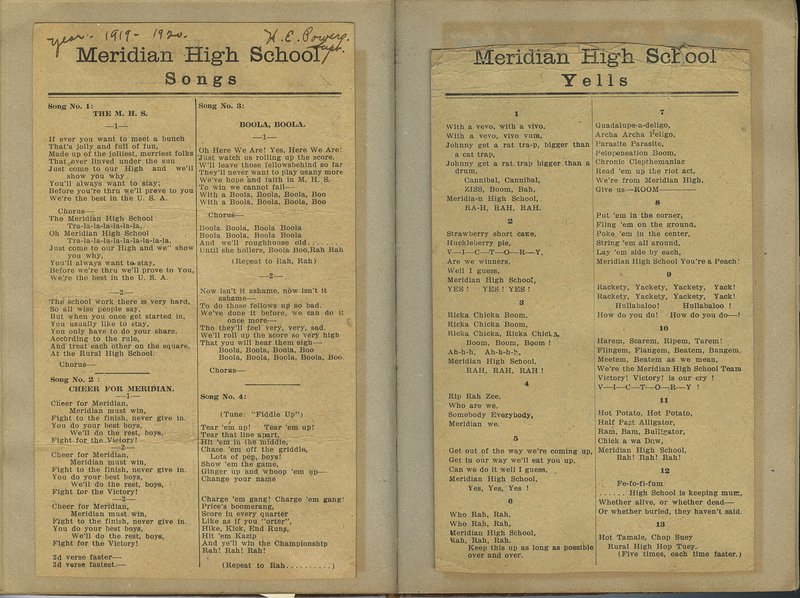 year - 1919 - 1920.
H. E. Powers,
Meridian High School
Songs
Song No. 1:
THE M. H. S.
—1—
If ever you want to meet a bunch
That's jolly and full of fun,
Made up of the jolliest, merriest folks
That ever linved under the sun
Just come to our High and we'll
show you why
You'll always want to stay;
Before you're thru we'll preve to you
We're the best in the U. S. A.
Chorus—
The Meridian High School
Tra-la-la-la-la-la-la,
Oh Meridian High School
Tra-la-la-la-la-la-la-la-la,
Just come to our High and we'' show
you why,
You'll always want to stay,
Before we're thru we'll prove to You,
We're the best in the U. S. A.
—2—
The school work there is very hard,
So all wise people say,
But when you once get started in,
You usually like to stay,
You only have to do your share,
According to the rule,
And treat each other on the square,
At the Rural High School.
Chorus—
Song No. 2 :
CHEER FOR MERIDIAN.
—1—
Cheer for Meridian,
Meridian must win,
Fight to the finish, never give in.
You do your best boys,
We'll do the rest, boys,
Fight for the Victory!
—2—
Cheer for Meridian,
Meridian must win,
Fight to the finish, never give in.
You do your best boys,
We'll do the rest, boys,
Fight for the Victory!
—3—
Cheer for Meridian,
Meridian must win,
Fight to the finish, never give in.
You do your best boys,
We'll do the rest, boys,
Fight for the Victory!
2d verse faster—
3d verse fastest.—
Song No. 3:
BOOLA, BOOLA.
—1—
Oh Here We Are! Yes, Here We Are!
Just watch us rolling up the score.
W'll leave those fellowsbehind so far
They'll never want to play usany more
We've hope and faith in M. H. S.
To win we cannot fail—
With a Boola, Boola, Boola, Boo
With a Boola, Boola, Boola, Boo
Chorus—
Boola Boola, Boola Boola
Boola Boola, Boola Boola
And we'll roughhouse old........
Until she hollers, Boola Boo,Rah Rah
(Repeat to Rah, Rah)
—2—
Now isn't it ashame, now isn't it
ashame—
To do those fellows up so bad.
We've done it before, we can do it
once more—
Tho they'll feel very, very, sad.
We'll roll up the score so very high
That you will hear them sigh—
Boola, Boola, Boola, Boo
Boola, Boola, Boola, Boola, Boo.
Chorus—
Song No. 4:
(Tune: "Fiddle Up")
Tear 'em up! Tear 'em up!
Tear that line apart,
Hit 'em in the middle,
Chase 'em off the griddle,
Lots of pep, boys!
Show 'em the game,
Ginger up and whoop 'em up—
Change your name
Charge 'em gang! Charge 'em gang!
Price's boomerang,
Score in every quarter
Like as if you "orter",
Hike, Kick, End Runs,
Hit 'em Kazip
And ye'll win the Championship
Rah! Rah! Rah!
(Repeat to Rah..........)
Meridian High School
Yells
1
With a vevo, with a vivo,
With a vevo, vivo vum,
Johnny get a rat tra-p, bigger than
a cat trap,
Johnny get a rat trap bigger than a
drum,
Cannibal, Cannibal,
ZISS, Boom, Bah,
Meridia-n High School,
RA-H, RAH, RAH.
2
Strawberry short cake,
Huckleberry pie,
V—I—C—T—O—R—Y,
Are we winners,
Well I guess,
Meridian High School,
YES ! YES ! YES !
3
Ricka Chicka Boom,
Ricka Chicka Boom,
Ricka Chicka, Ricka Chicka,
Boom, Boom, Boom !
Ah-h-h, Ah-h-h-h,
Meridian High School,
RAH, RAH, RAH !
4
Rip Rah Zee,
Who are we,
Somebody Everybody,
Meridian we.
5
Get out of the way we're coming up,
Get in our way we'll eat you up,
Can we do it well I guess,
Meridian High School,
Yes, Yes, Yes !
6
Who Rah, Rah,
Who Rah, Rah,
Meridian High School,
Rah, Rah, Rah.
Keep this up as long as possible
over and over.
7
Guadalupe-a-deligo,
Archa Archa Feligo,
Parasite Parasite,
Pelopeneation Boom,
Chronic Clepthemaniac
Read 'em up the riot act,
We're from Meridian High,
Give us—ROOM————
8
Put 'em in the corner,
Fling 'em on the ground,
Poke 'em in the center,
String 'em all around,
Lay 'em side by each,
Meridian High School You're a Peach!
9
Rackety, Yackety, Yackety, Yack!
Rackety, Yackety, Yackety, Yack!
Hullabaloo! Hullabaloo !
How do you do! How do you do—!
10
Harem, Scarem, Ripem, Tarem!
Flingem, Flangem, Beatem, Bangem,
Meetem, Beatem as we mean,
We're the Meridian High School Team
Victory! Victory! is our cry !
V—I—C—T—O—R—Y !
11
Hot Potato, Hot Potato,
Half Past Alligator,
Ram, Bam, Bulligator,
Chick a wa Daw,
Meridian High School,
Rah! Rah! Rah!
12
Fe-fo-fi-fum
...... High School is keeping mum,
Whether alive, or whether dead—
Or whether buried, they haven't said.
13
Hot Tamale, Chop Suey
Rural High Hop Tuey.
(Five times, each time faster.)